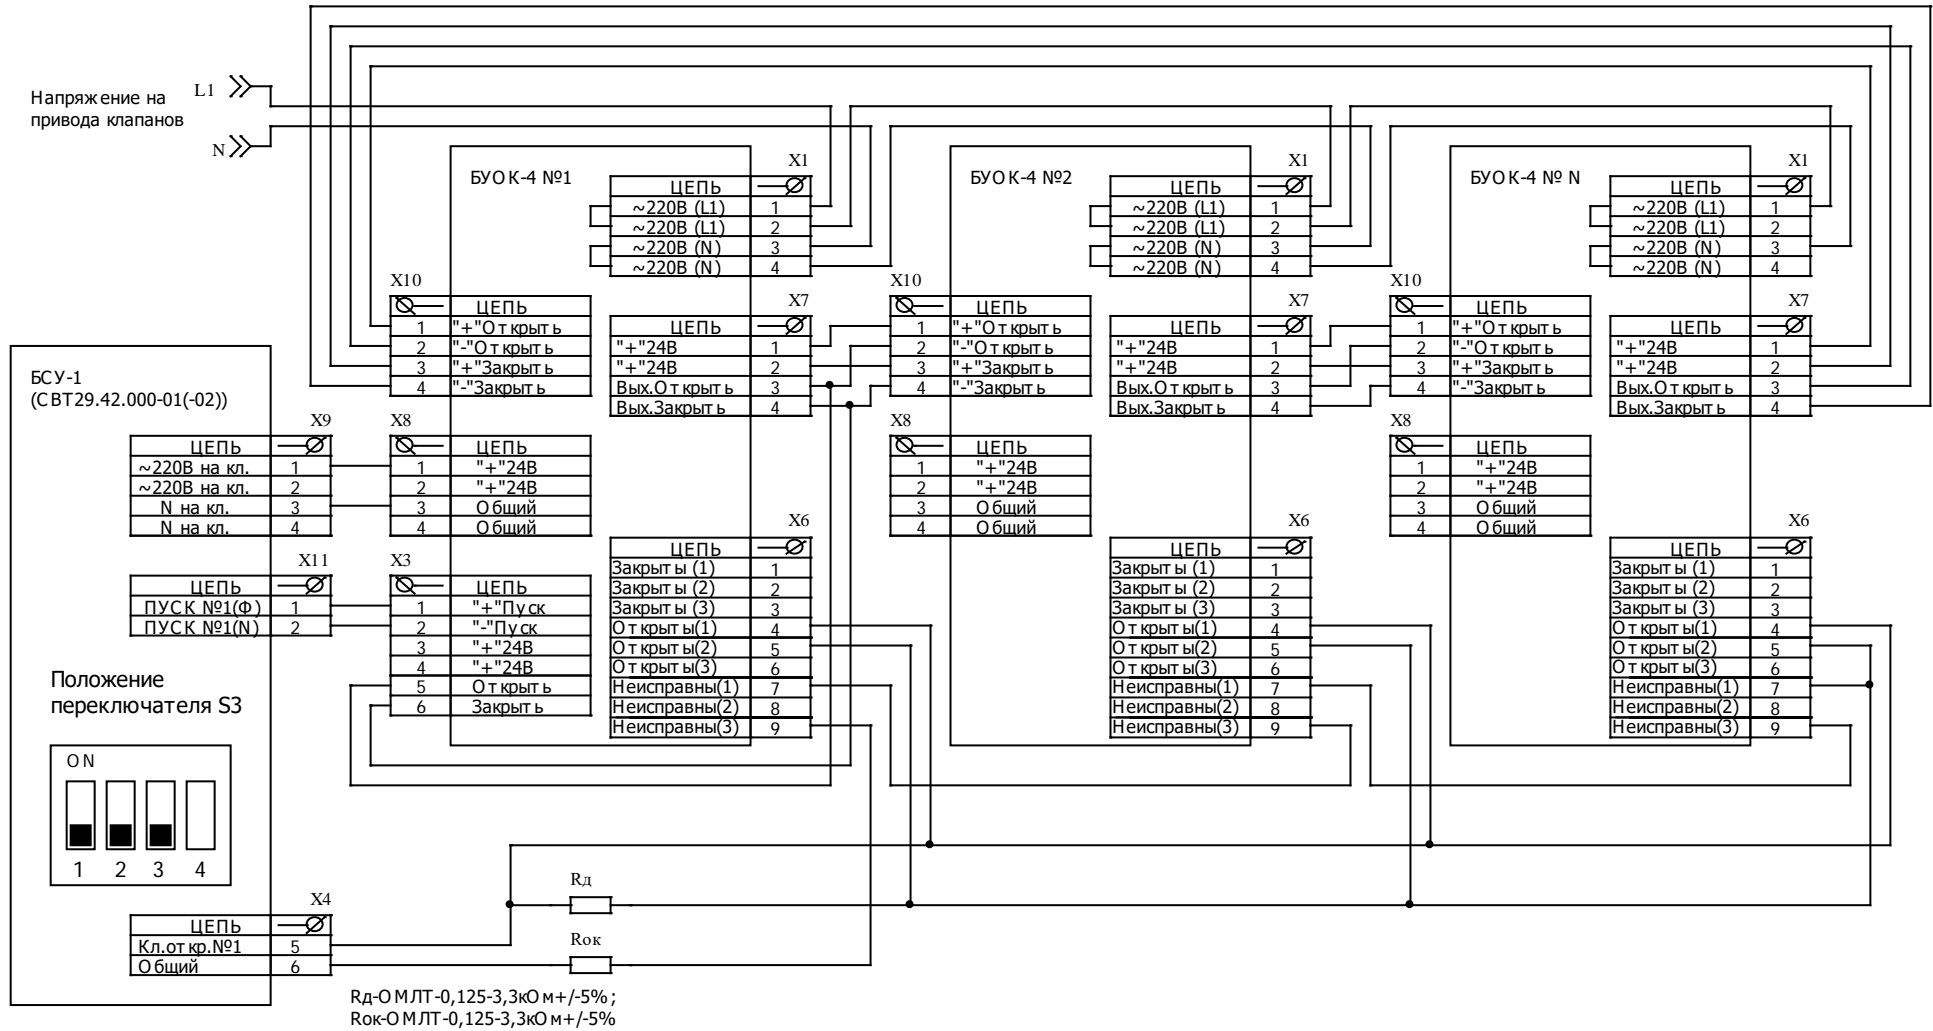 Напряжение на
привода клапанов
L1
N
БУОК-4 №1
X1
ЦЕПЬ
~220В (L1) 1
~220В (L1) 2
~220В (N) 3
~220В (N) 4
X10
ЦЕПЬ
1 "+"Открыть
2 "-"Открыть
3 "+"Закрыть
4 "-"Закрыть
X7
ЦЕПЬ
"+"24В 1
"+"24В 2
Вых.Открыть 3
Вых.Закрыть 4
X8
ЦЕПЬ
1 "+"24В
2 "+"24В
3 Общий
4 Общий
X3
ЦЕПЬ
1 "+"Пуск
2 "-"Пуск
3 "+"24В
4 "+"24В
5 Открыть
6 Закрыть
X6
ЦЕПЬ
Закрыты (1) 1
Закрыты (2) 2
Закрыты (3) 3
Открыты(1) 4
Открыты(2) 5
Открыты(3) 6
Неисправны(1) 7
Неисправны(2) 8
Неисправны(3) 9
БУОК-4 №2
X1
ЦЕПЬ
~220В (L1) 1
~220В (L1) 2
~220В (N) 3
~220В (N) 4
X10
ЦЕПЬ
1 "+"Открыть
2 "-"Открыть
3 "+"Закрыть
4 "-"Закрыть
X7
ЦЕПЬ
"+"24В 1
"+"24В 2
Вых.Открыть 3
Вых.Закрыть 4
X8
ЦЕПЬ
1 "+"24В
2 "+"24В
3 Общий
4 Общий
X6
ЦЕПЬ
Закрыты (1) 1
Закрыты (2) 2
Закрыты (3) 3
Открыты(1) 4
Открыты(2) 5
Открыты(3) 6
Неисправны(1) 7
Неисправны(2) 8
Неисправны(3) 9
БУОК-4 № N
X1
ЦЕПЬ
~220В (L1) 1
~220В (L1) 2
~220В (N) 3
~220В (N) 4
X10
ЦЕПЬ
1 "+"Открыть
2 "-"Открыть
3 "+"Закрыть
4 "-"Закрыть
X7
ЦЕПЬ
"+"24В 1
"+"24В 2
Вых.Открыть 3
Вых.Закрыть 4
X8
ЦЕПЬ
1 "+"24В
2 "+"24В
3 Общий
4 Общий
X6
ЦЕПЬ
Закрыты (1) 1
Закрыты (2) 2
Закрыты (3) 3
Открыты(1) 4
Открыты(2) 5
Открыты(3) 6
Неисправны(1) 7
Неисправны(2) 8
Неисправны(3) 9
БСУ-1
(СВТ29.42.000-01(-02))
X9
ЦЕПЬ
~220В на кл. 1
~220В на кл. 2
N на кл. 3
N на кл. 4
X11
ЦЕПЬ
ПУСК №1(Ф) 1
ПУСК №1(N) 2
Положение
переключателя S3
ON
1 2 3 4
X4
ЦЕПЬ
Кл.откр.№1 5
Общий 6
Rд
Rок
Rд-ОМЛТ-0,125-3,3кОм+/-5%;
Rок-ОМЛТ-0,125-3,3кОм+/-5%